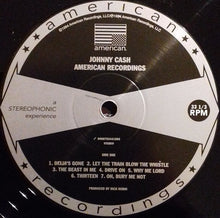 american
american.
JOHNNY CASH
AMERICAN RECORDINGS
a
STEREOPHONIC
experience
33 1/3
RPM
SIDE ONE
1. DELIA'S GONE 2. LET THE TRAIN BLOW THE WHISTLE
3. THE BEAST IN ME 4. DRIVE ON 5. WHY ME LORD
6. THIRTEEN 7. OH, BURY ME NOT
PRODUCED BY RICK RUBIN
recordings